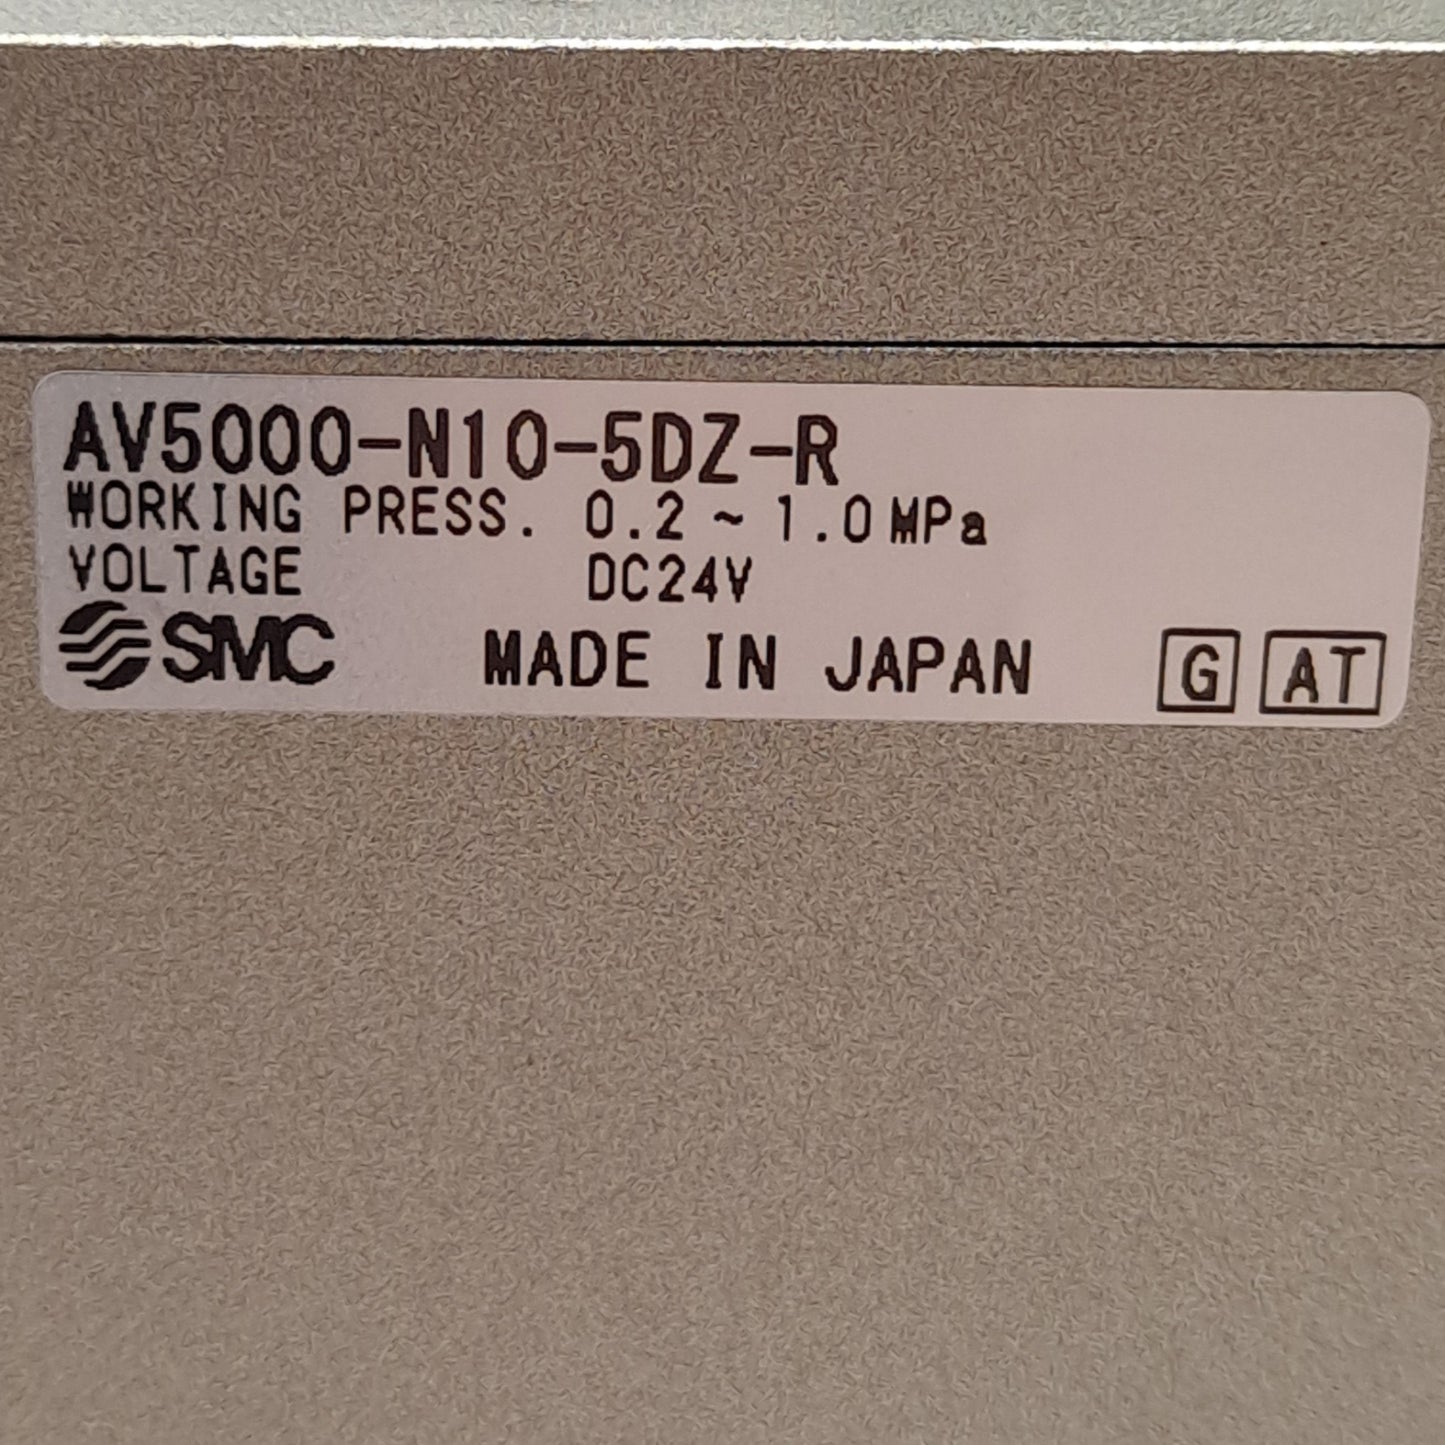 AV5000-N10-5DZ-R
WORKING PRESS. 0.2 ~ 1.0 MPa
VOLTAGE DC24V
SMC MADE IN JAPAN G AT